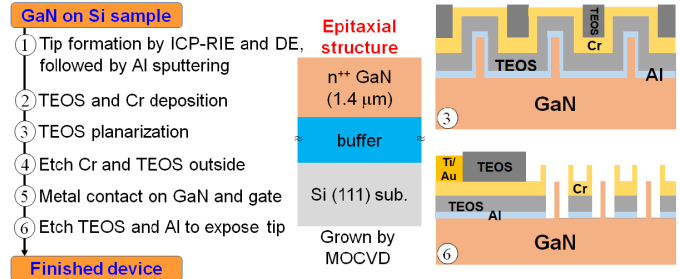 GaN on Si sample
1 Tip formation by ICP-RIE and DE,
followed by Al sputtering
2 TEOS and Cr deposition
3 TEOS planarization
4 Etch Cr and TEOS outside
5 Metal contact on GaN and gate
6 Etch TEOS and Al to expose tip
Finished device
Epitaxial
structure
n++ GaN
(1.4 μm)
≈ buffer ≈
Si (111) sub.
Grown by
MOCVD
TEOS
Cr
TEOS
Al
GaN
3
Ti/
Au
TEOS
Cr
TEOS
Al
GaN
6